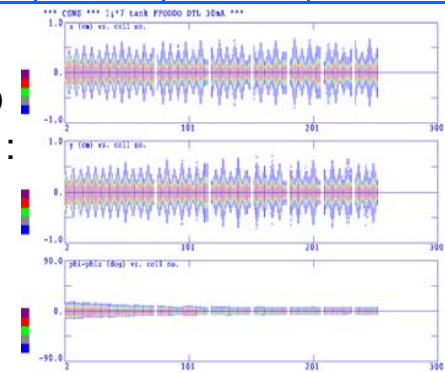 *** CSNS *** 1;*7 tank FFODDO DTL 30mA ***
1.0
x (cm) vs. cell no.
0.
)
-1.0
2 101 201 300
:
1.0
y (cm) vs. cell no.
0.
-1.0
2 101 201 300
90.0
phi-phis (deg) vs. cell no.
0.
-90.0
2 101 201 300